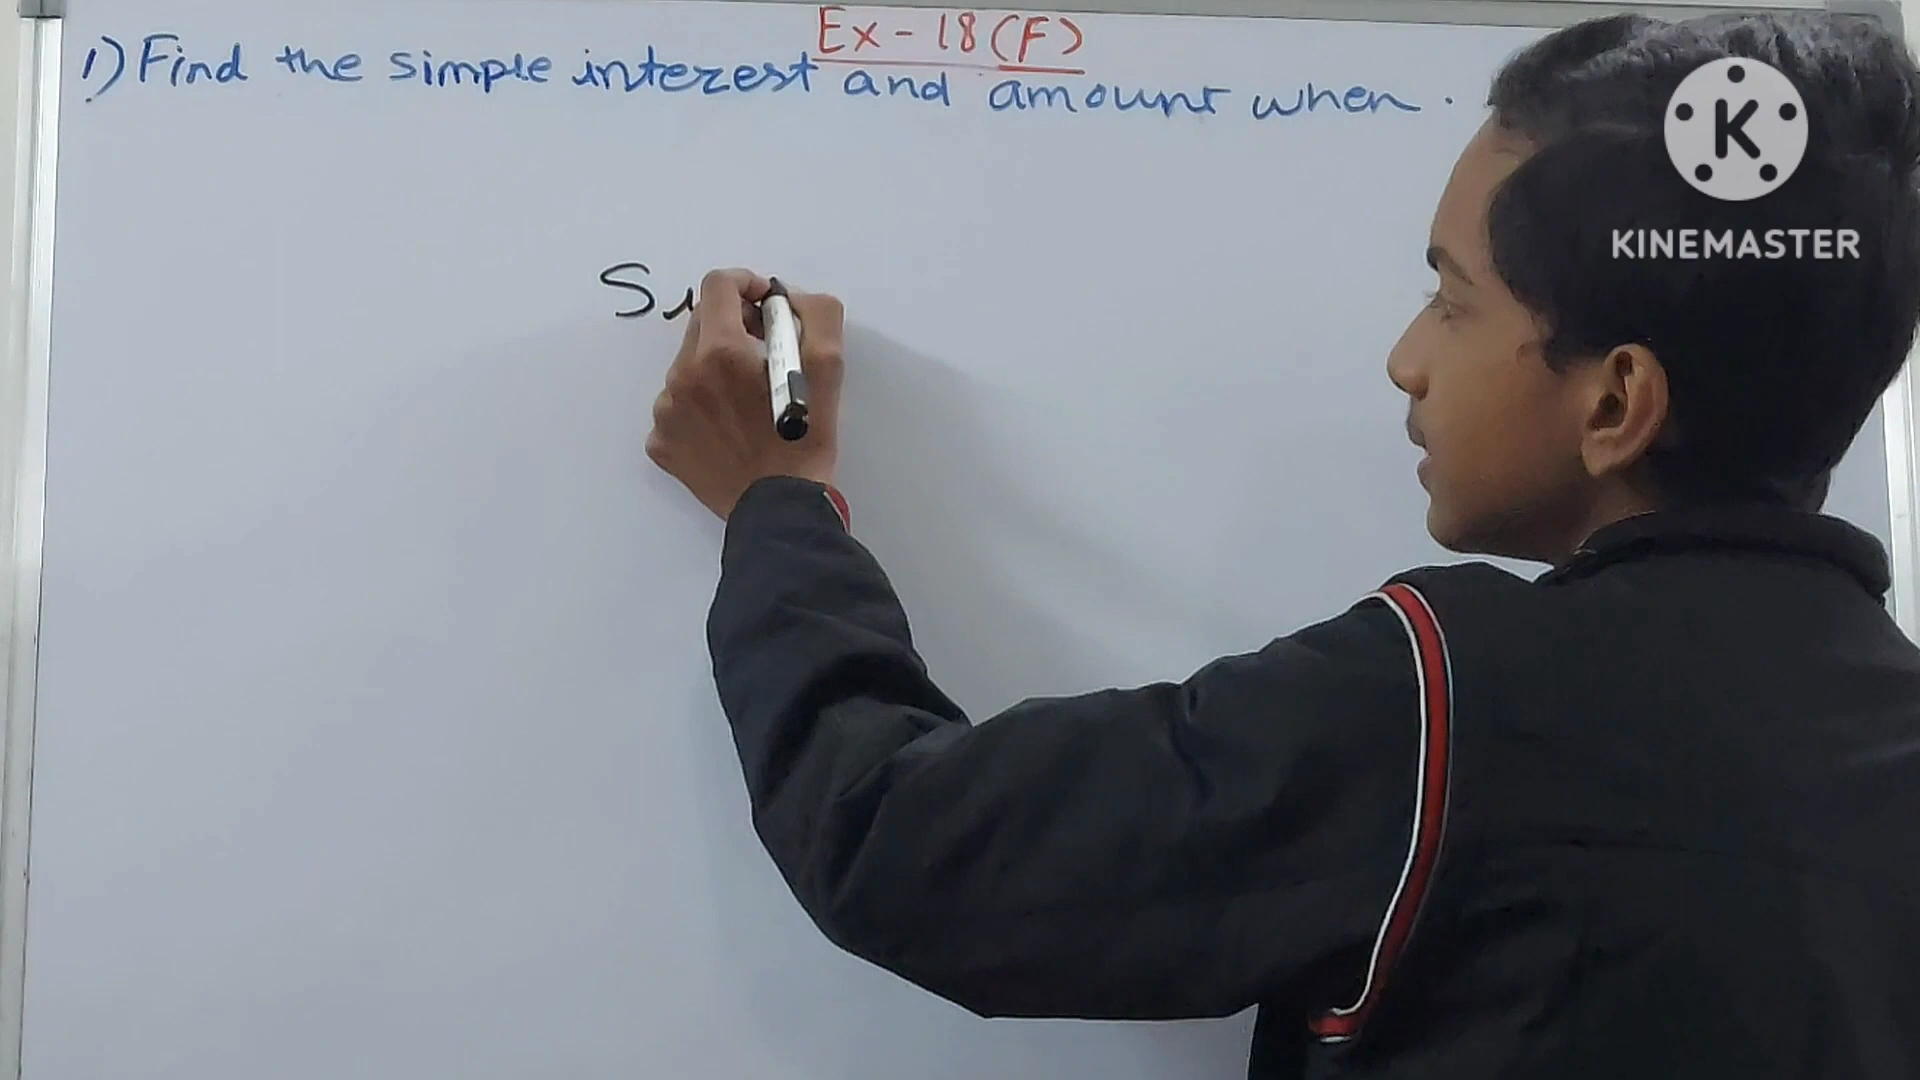 Ex - 18 (F)
1) Find the simple interest and amount when.
K
KINEMASTER